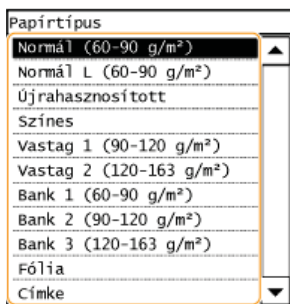 Papírtípus
Normál (60-90 g/m²)
Normál L (60-90 g/m²)
Újrahasznosított
Színes
Vastag 1 (90-120 g/m²)
Vastag 2 (120-163 g/m²)
Bank 1 (60-90 g/m²)
Bank 2 (90-120 g/m²)
Bank 3 (120-163 g/m²)
Fólia
Címke